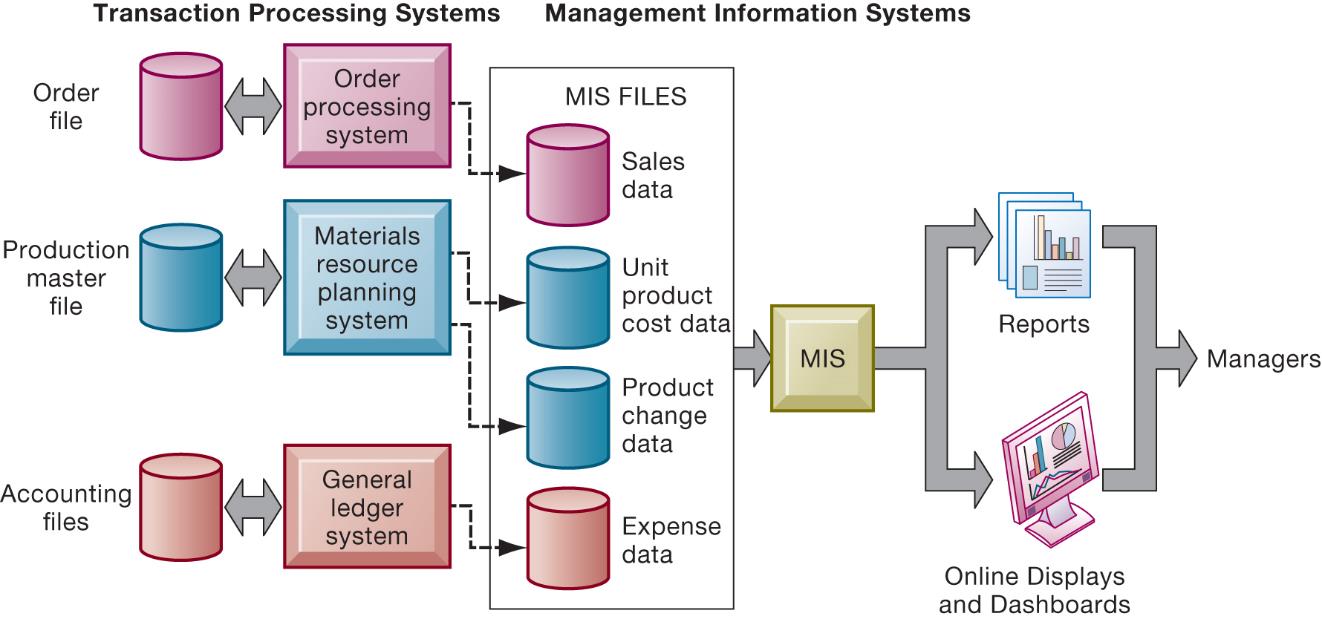 Transaction Processing Systems
Management Information Systems
Order
file
Order
processing
system
MIS FILES
Sales
data
Production
master
file
Materials
resource
planning
system
Unit
product
cost data
Product
change
data
Accounting
files
General
ledger
system
Expense
data
MIS
Reports
Online Displays
and Dashboards
Managers